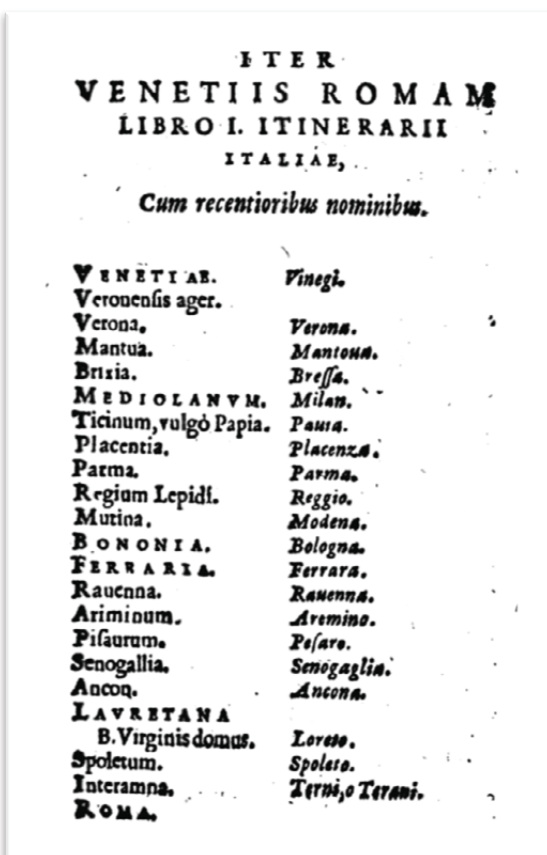 ITER
VENETIIS ROMAM
LIBRO I. ITINERARII
ITALIAE,
Cum recentioribus nominibus.
VENETIAE. Vinegi.
Veronensis ager.
Verona. Verona.
Mantua. Mantoua.
Brixia. Bressa.
MEDIOLANVM. Milan.
Ticinum, vulgò Papia. Pauia.
Placentia. Placenza.
Parma. Parma.
Regium Lepidi. Reggio.
Mutina. Modena.
BONONIA. Bologna.
FERRARIA. Ferrara.
Rauenna. Rauenna.
Ariminum. Aremino.
Pisaurum. Pesaro.
Senogallia. Senogaglia.
Ancon. Ancona.
LAVRETANA
B. Virginis domus. Loreto.
Spoletum. Spoleto.
Interamna. Terni, o Terani.
ROMA.